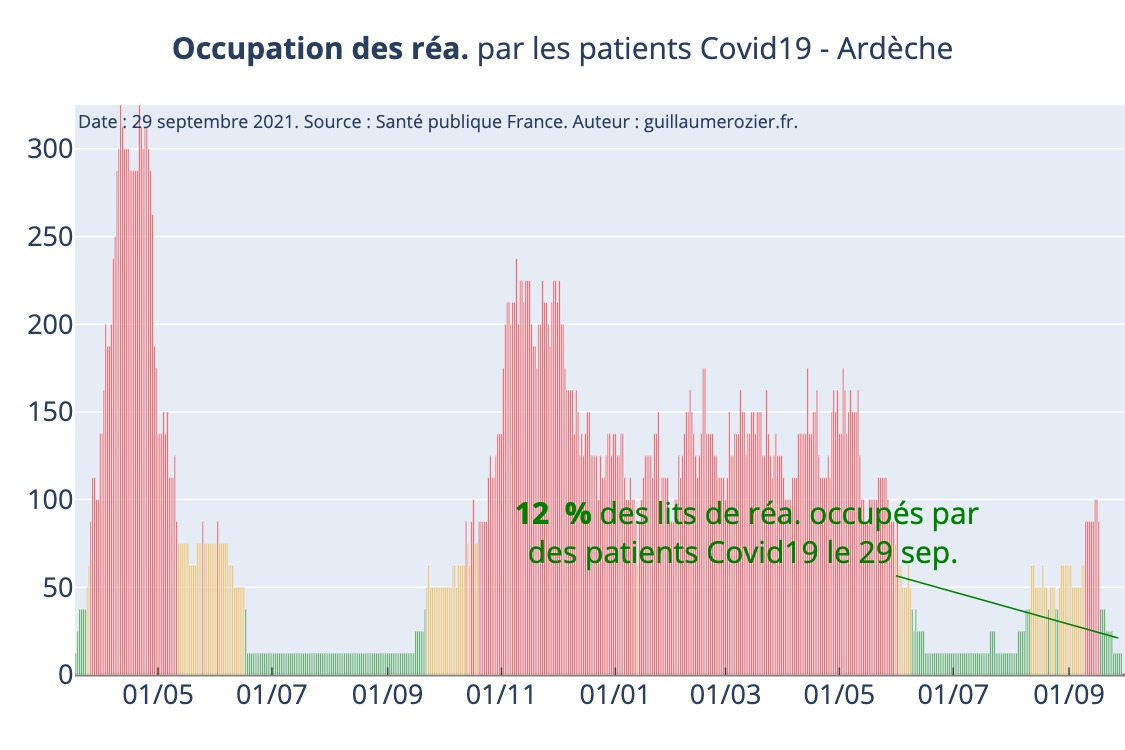 Occupation des réa. par les patients Covid19 - Ardèche
Date : 29 septembre 2021. Source : Santé publique France. Auteur : guillaumerozier.fr.
300
250
200
150
100
50
0
12 % des lits de réa. occupés par
des patients Covid19 le 29 sep.
01/05 01/07 01/09 01/11 01/01 01/03 01/05 01/07 01/09